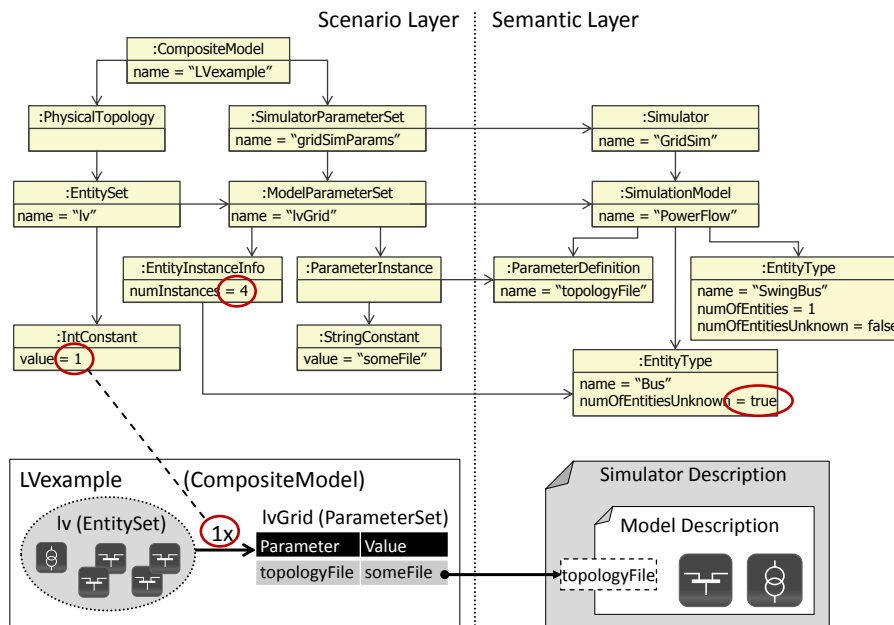 Scenario Layer
Semantic Layer
:CompositeModel
name = “LVexample”
:PhysicalTopology
:SimulatorParameterSet
name = “gridSimParams”
:Simulator
name = “GridSim”
:EntitySet
name = “lv”
:ModelParameterSet
name = “lvGrid”
:SimulationModel
name = “PowerFlow”
:EntityInstanceInfo
numInstances = 4
:ParameterInstance
:ParameterDefinition
name = “topologyFile”
:EntityType
name = “SwingBus”
numOfEntities = 1
numOfEntitiesUnknown = false
:IntConstant
value = 1
:StringConstant
value = “someFile”
:EntityType
name = “Bus”
numOfEntitiesUnknown = true
LVexample (CompositeModel)
lv (EntitySet)
1x
lvGrid (ParameterSet)
Parameter Value
topologyFile someFile
Simulator Description
Model Description
topologyFile